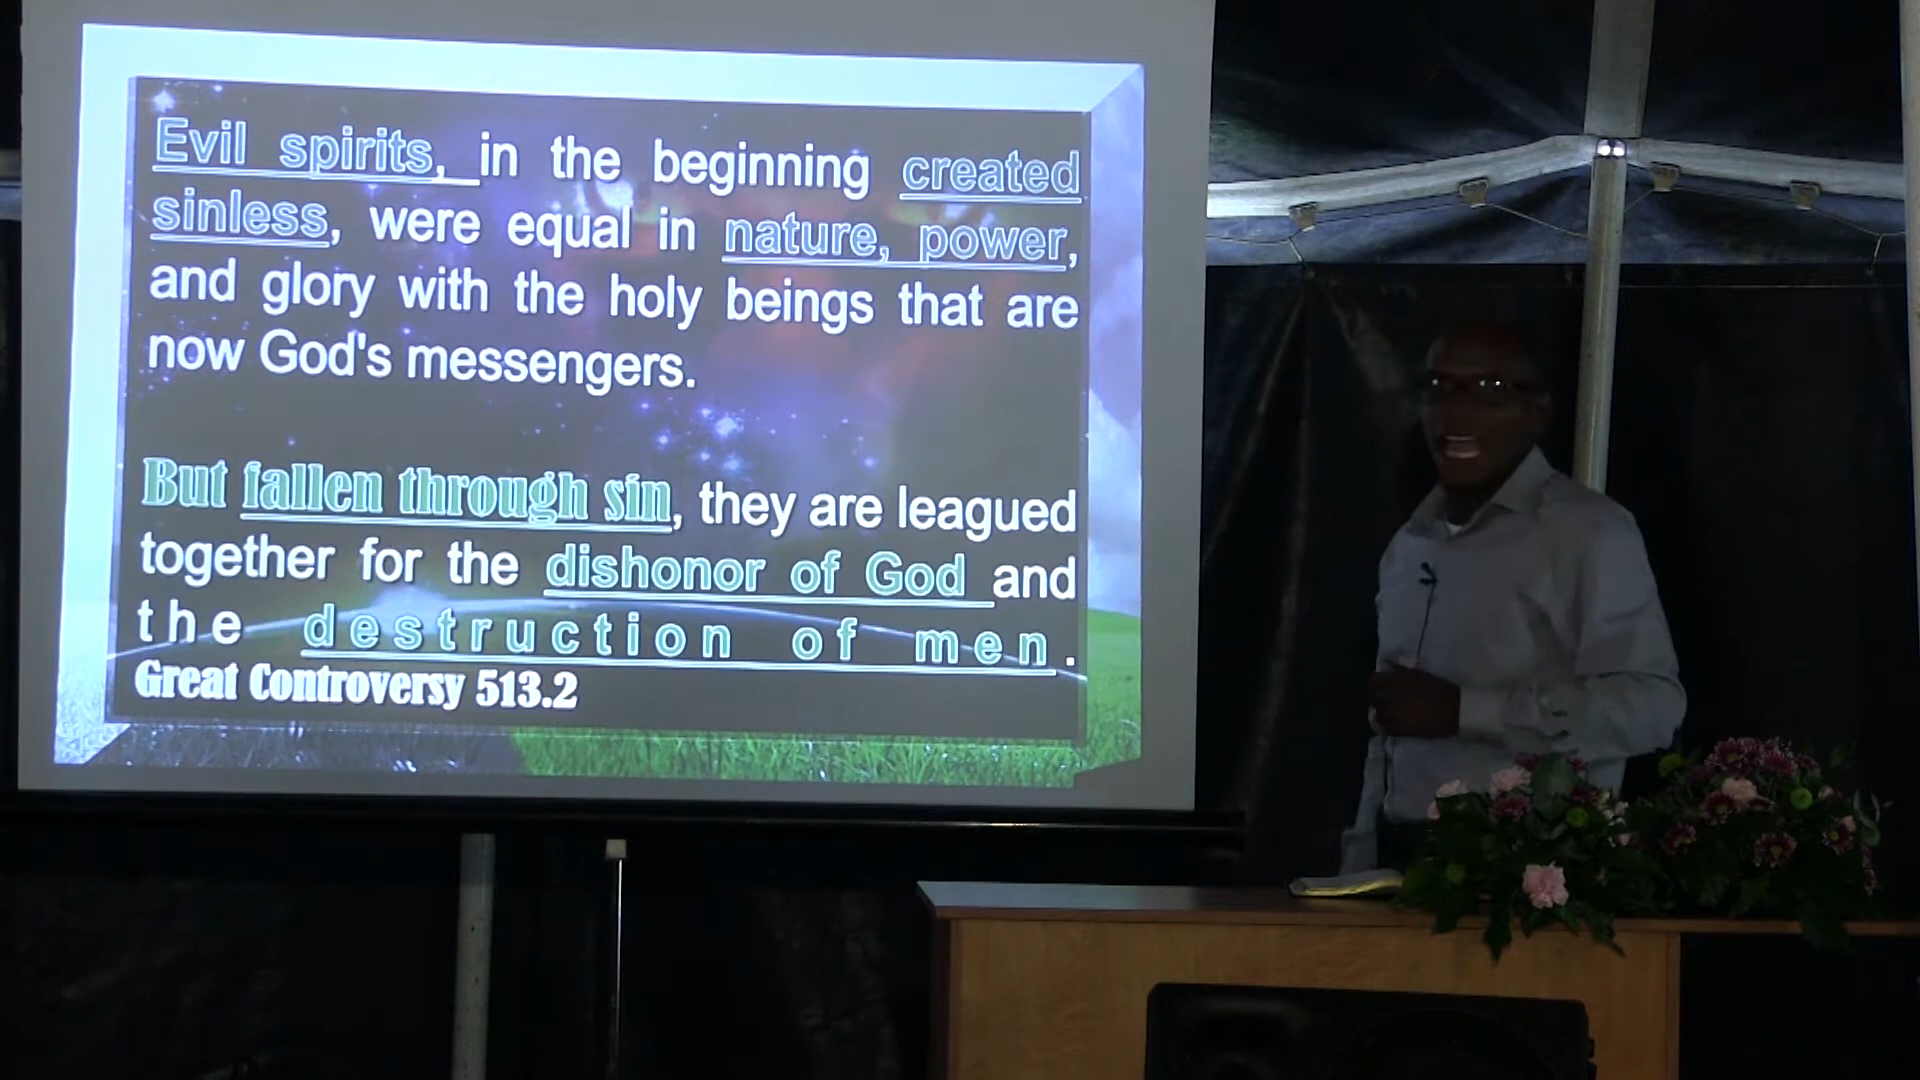 Evil spirits, in the beginning created
sinless, were equal in nature, power,
and glory with the holy beings that are
now God's messengers.
But fallen through sin, they are leagued
together for the dishonor of God and
the destruction of men.
Great Controversy 513.2